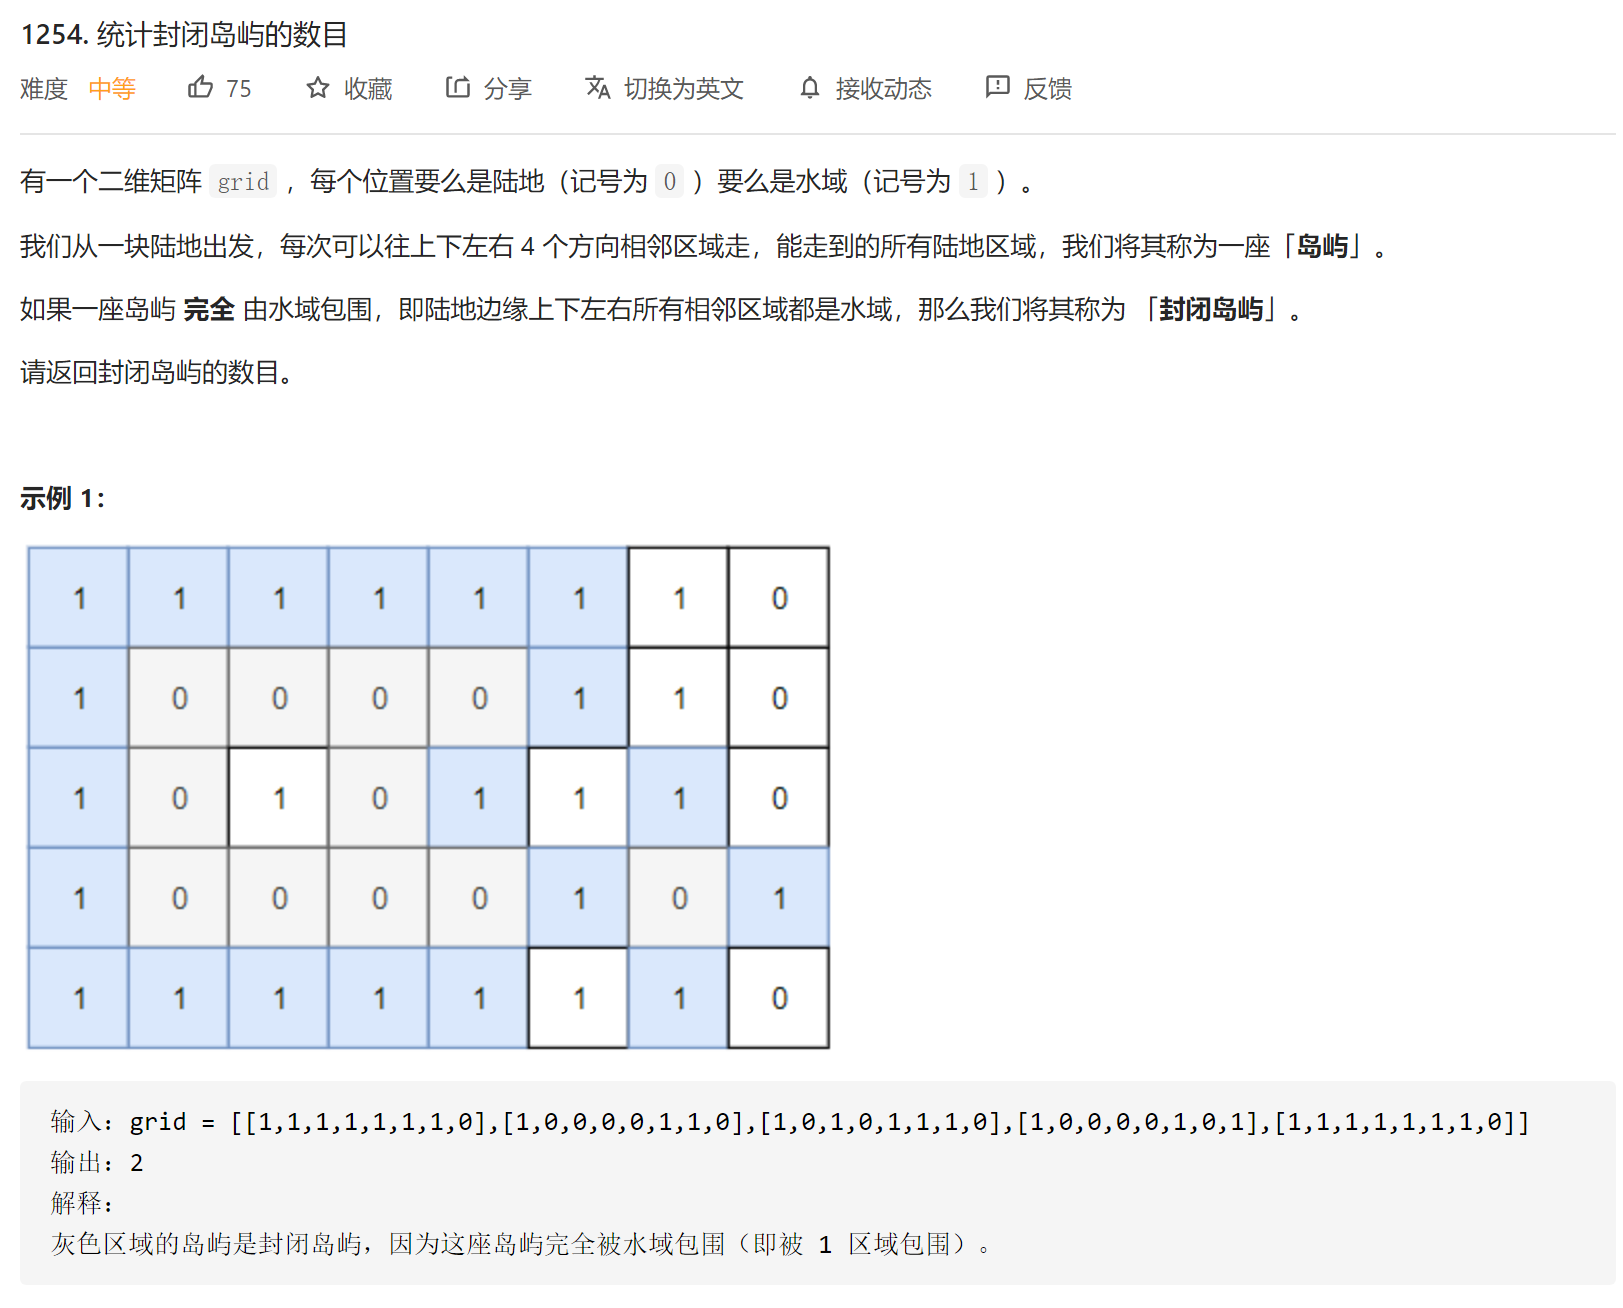 1254. 统计封闭岛屿的数目
难度 中等 75 收藏 分享 切换为英文 接收动态 反馈
有一个二维矩阵 grid ，每个位置要么是陆地（记号为 0 ）要么是水域（记号为 1 ）。
我们从一块陆地出发，每次可以往上下左右 4 个方向相邻区域走，能走到的所有陆地区域，我们将其称为一座「岛屿」。
如果一座岛屿 完全 由水域包围，即陆地边缘上下左右所有相邻区域都是水域，那么我们将其称为 「封闭岛屿」。
请返回封闭岛屿的数目。
示例 1：
1 1 1 1 1 1 1 0
1 0 0 0 0 1 1 0
1 0 1 0 1 1 1 0
1 0 0 0 0 1 0 1
1 1 1 1 1 1 1 0
输入：grid = [[1,1,1,1,1,1,1,0],[1,0,0,0,0,1,1,0],[1,0,1,0,1,1,1,0],[1,0,0,0,0,1,0,1],[1,1,1,1,1,1,1,0]]
输出：2
解释：
灰色区域的岛屿是封闭岛屿，因为这座岛屿完全被水域包围（即被 1 区域包围）。